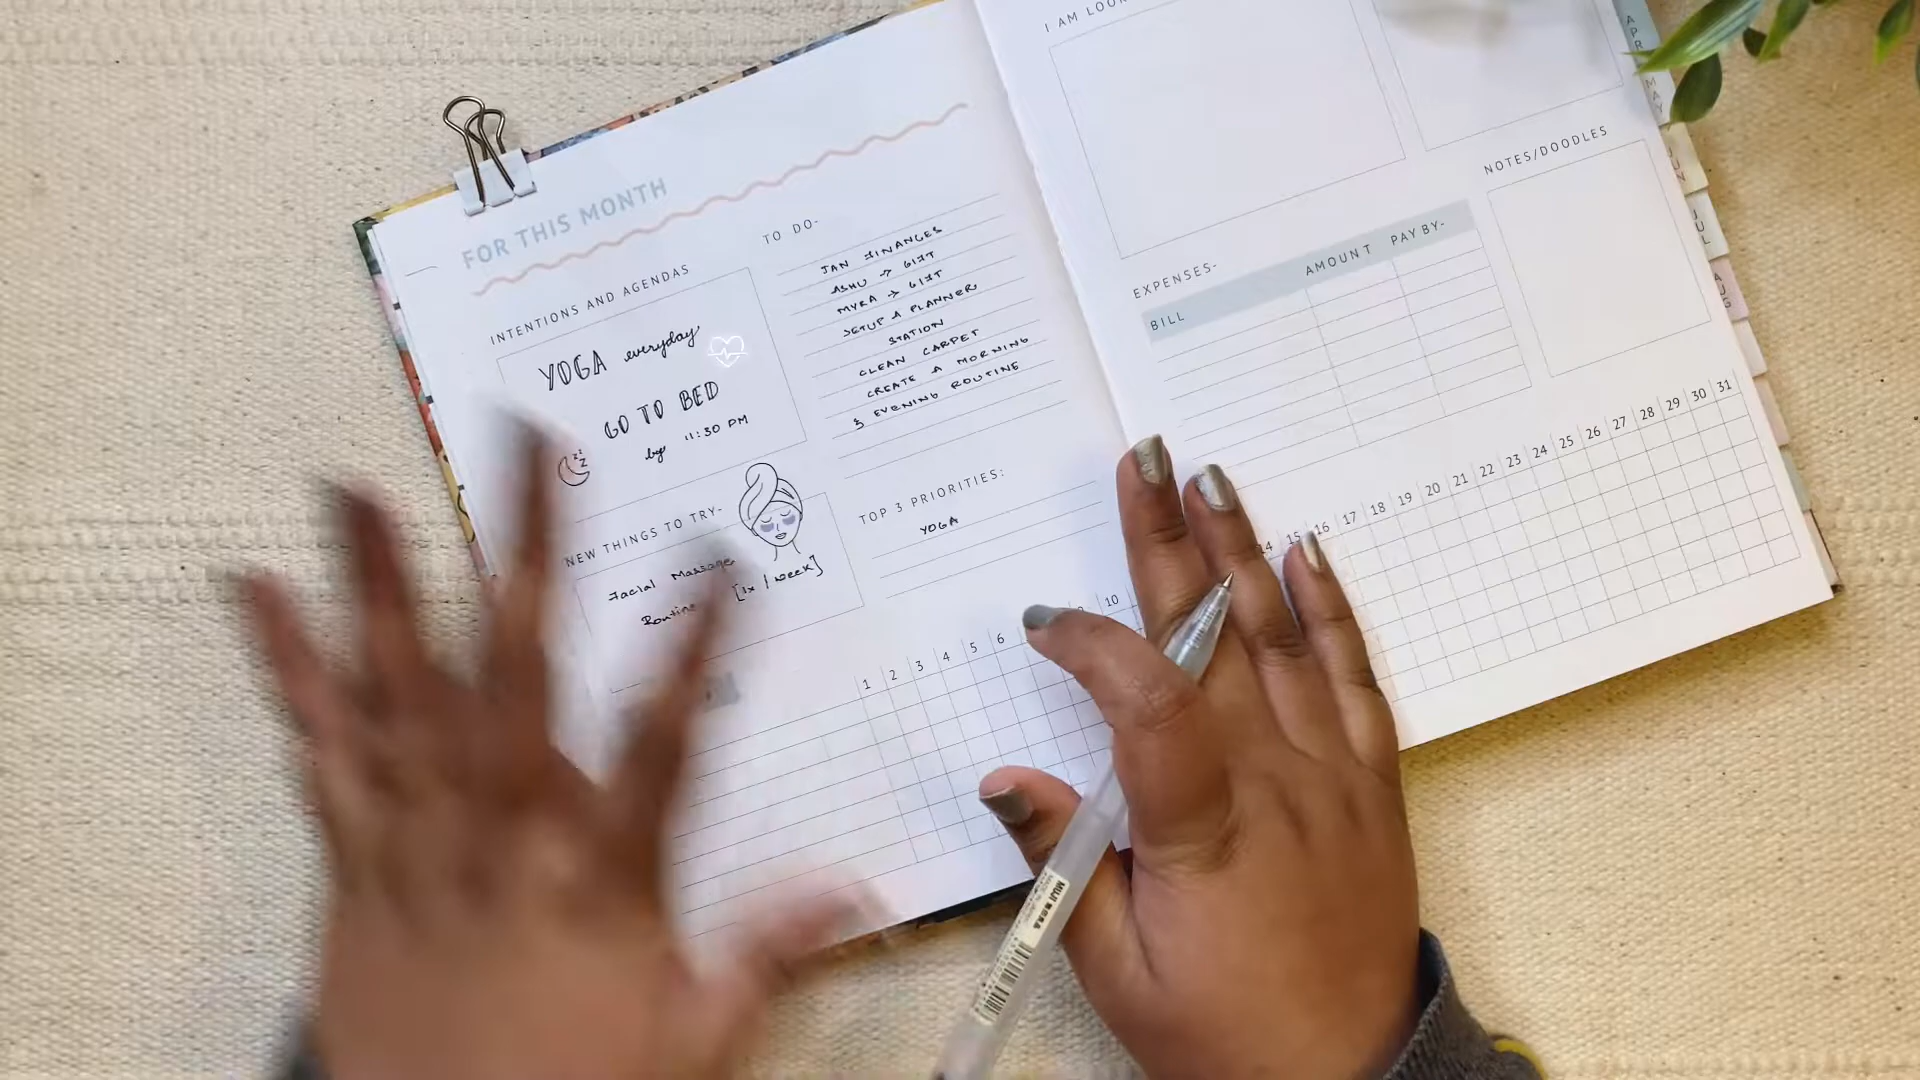 FOR THIS MONTH
INTENTIONS AND AGENDAS
YOGA everyday
GO TO BED
by 11:30 PM
zzz
NEW THINGS TO TRY-
Facial Massage
Routine [1x / week]
TO DO-
JAN FINANCES
ASHU → GIFT
MYRA → GIFT
SETUP A PLANNER
STATION
CLEAN CARPET
CREATE A MORNING
& EVENING ROUTINE
TOP 3 PRIORITIES:
YOGA
1 2 3 4 5 6 10
I AM LOO
EXPENSES-
BILL AMOUNT PAY BY-
NOTES/DOODLES
14 15 16 17 18 19 20 21 22 23 24 25 26 27 28 29 30 31
APR
MAY
JUN
JUL
AUG
MUJI